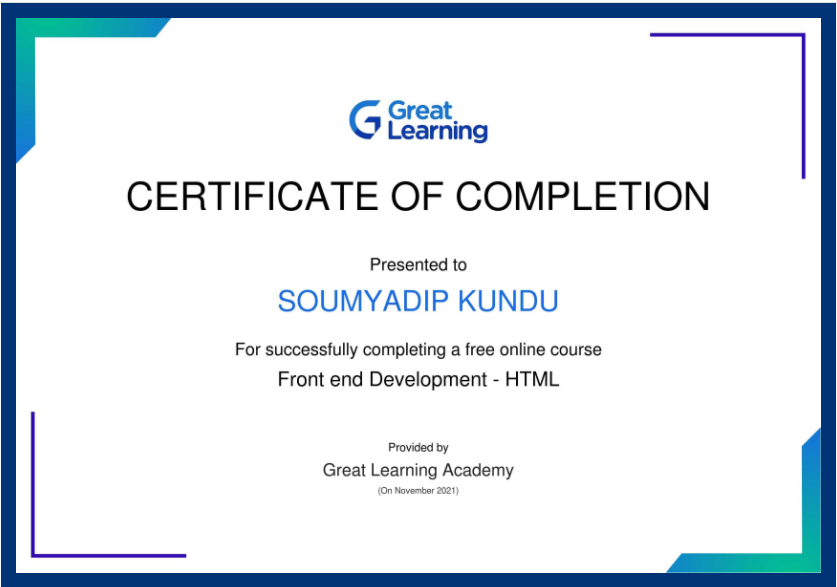 Great
Learning
CERTIFICATE OF COMPLETION
Presented to
SOUMYADIP KUNDU
For successfully completing a free online course
Front end Development - HTML
Provided by
Great Learning Academy
(On November 2021)